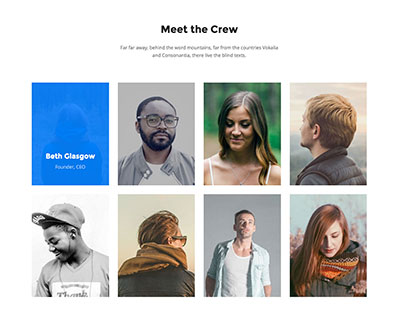 Meet the Crew
Far far away, behind the word mountains, far from the countries Vokalia
and Consonantia, there live the blind texts.
Beth Glasgow
Founder, CEO
Thank